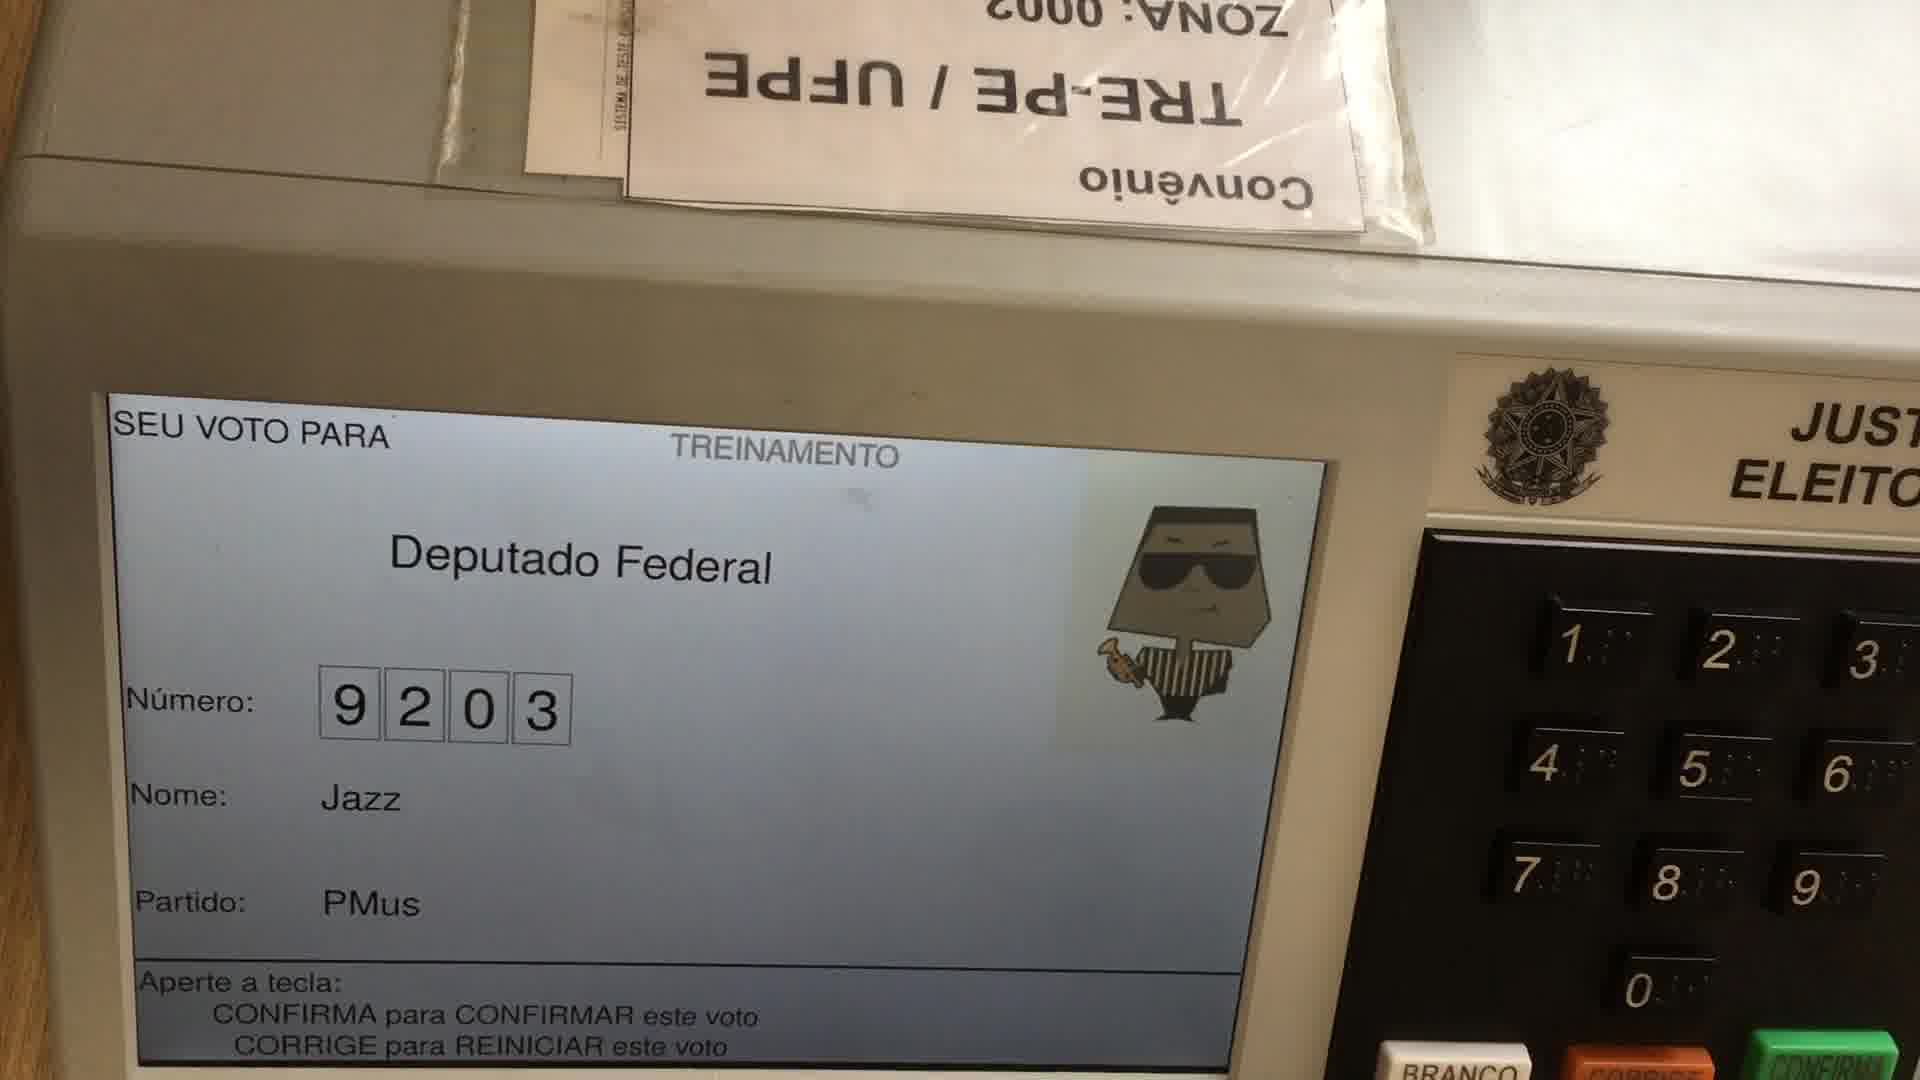 ZONA: 0002
TRE-PE / UFPE
Convênio
SEU VOTO PARA
TREINAMENTO
Deputado Federal
Número: 9 2 0 3
Nome: Jazz
Partido: PMus
Aperte a tecla:
CONFIRMA para CONFIRMAR este voto
CORRIGE para REINICIAR este voto
JUST
ELEITO
1 2 3
4 5 6
7 8 9
0
BRANCO CORRIGE CONFIRMA